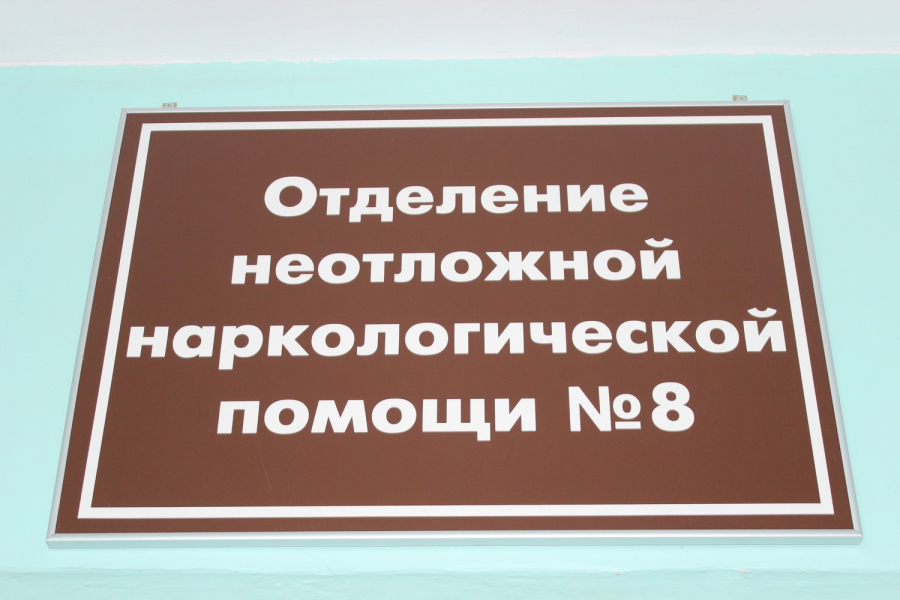 Отделение
неотложной
наркологической
помощи №8